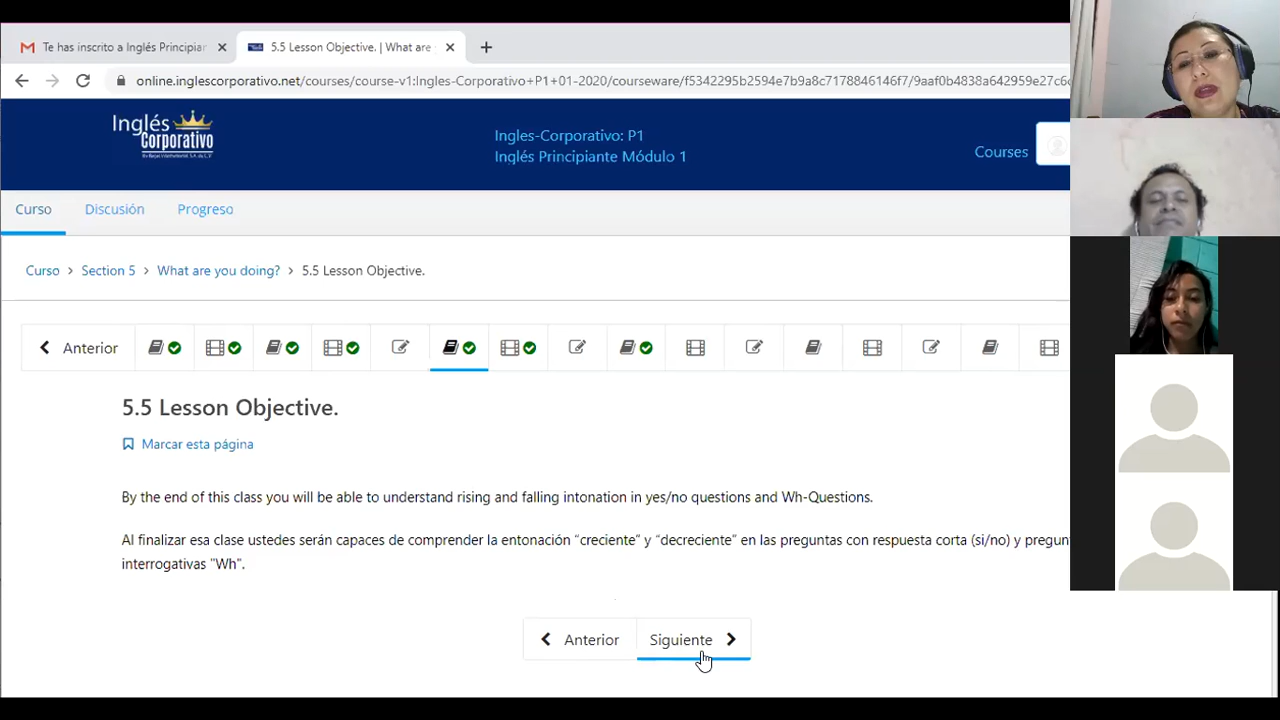 Te has inscrito a Inglés Principiar
5.5 Lesson Objective. | What are
online.inglescorporativo.net/courses/course-v1:Ingles-Corporativo+P1+01-2020/courseware/f5342295b2594e7b9a8c7178846146f7/9aaf0b4838a642959e27c6
Inglés
Corporativo
Ingles-Corporativo: P1
Inglés Principiante Módulo 1
Courses
Curso
Discusión
Progreso
Curso > Section 5 > What are you doing? > 5.5 Lesson Objective.
Anterior
5.5 Lesson Objective.
Marcar esta página
By the end of this class you will be able to understand rising and falling intonation in yes/no questions and Wh-Questions.
Al finalizar esa clase ustedes serán capaces de comprender la entonación “creciente” y “decreciente” en las preguntas con respuesta corta (si/no) y pregun
interrogativas "Wh".
Anterior
Siguiente